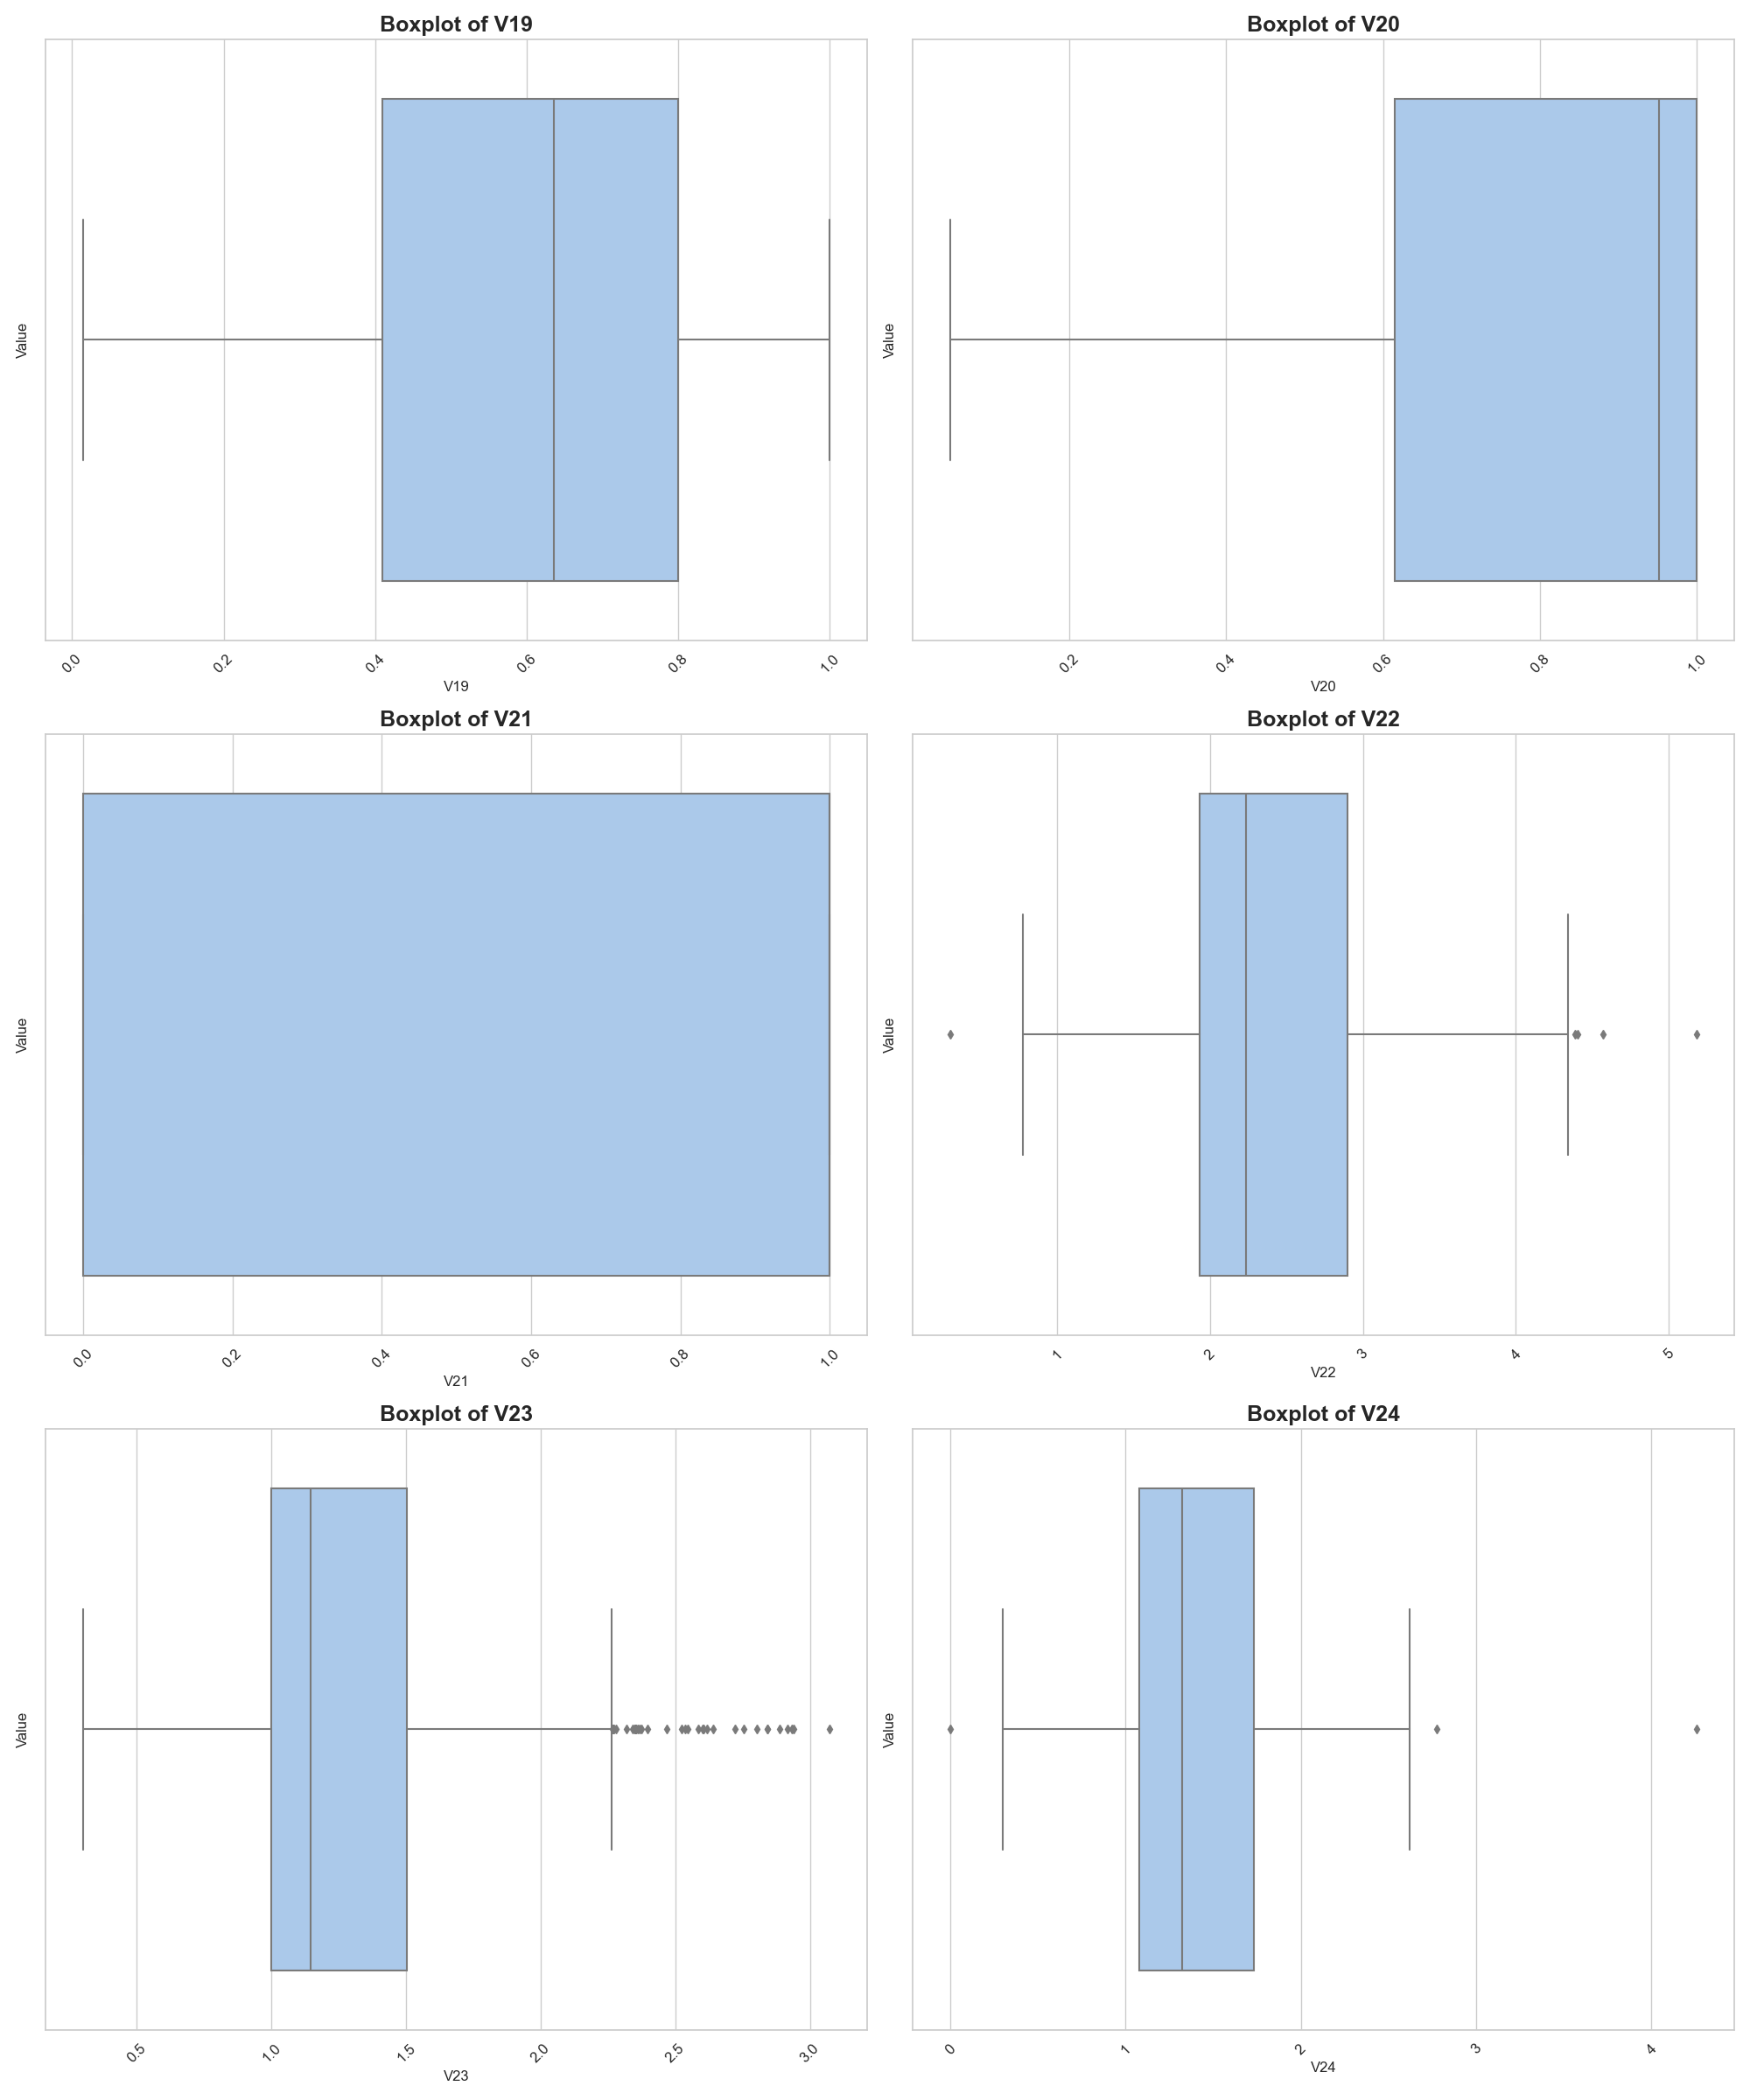 Boxplot of V19
Value
0.0 0.2 0.4 0.6 0.8 1.0
V19
Boxplot of V20
Value
0.2 0.4 0.6 0.8 1.0
V20
Boxplot of V21
Value
0.0 0.2 0.4 0.6 0.8 1.0
V21
Boxplot of V22
Value
1 2 3 4 5
V22
Boxplot of V23
Value
0.5 1.0 1.5 2.0 2.5 3.0
V23
Boxplot of V24
Value
0 1 2 3 4
V24